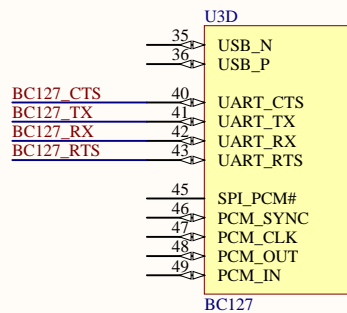 U3D
35 USB_N
36 USB_P
BC127_CTS 40 UART_CTS
BC127_TX 41 UART_TX
BC127_RX 42 UART_RX
BC127_RTS 43 UART_RTS
45 SPI_PCM#
46 PCM_SYNC
47 PCM_CLK
48 PCM_OUT
49 PCM_IN
BC127